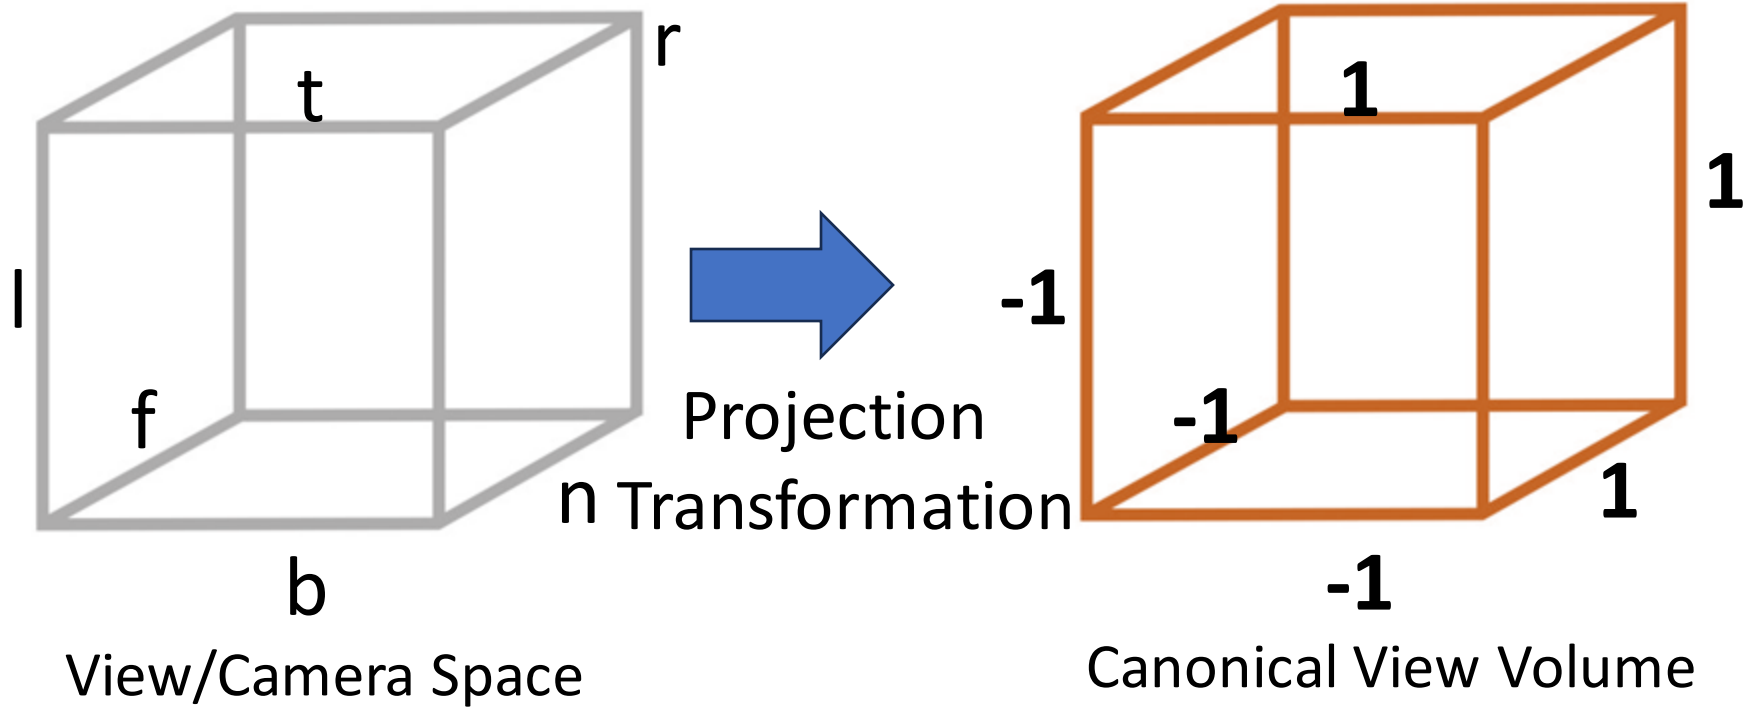 r
t
l
f
n
b
View/Camera Space
Projection
Transformation
1
1
-1
-1
1
-1
Canonical View Volume